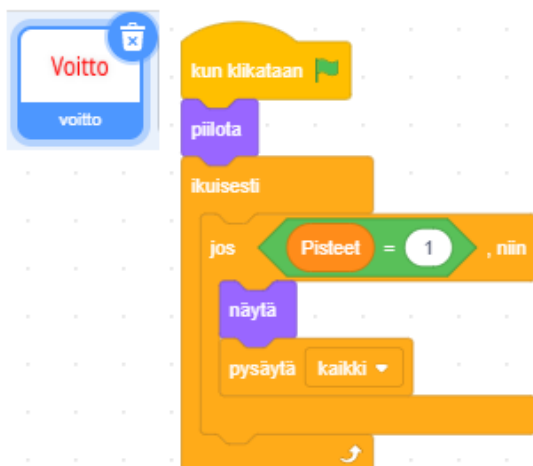 Voitto
voitto
kun klikataan
piilota
ikuisesti
jos Pisteet = 1 , niin
näytä
pysäytä kaikki